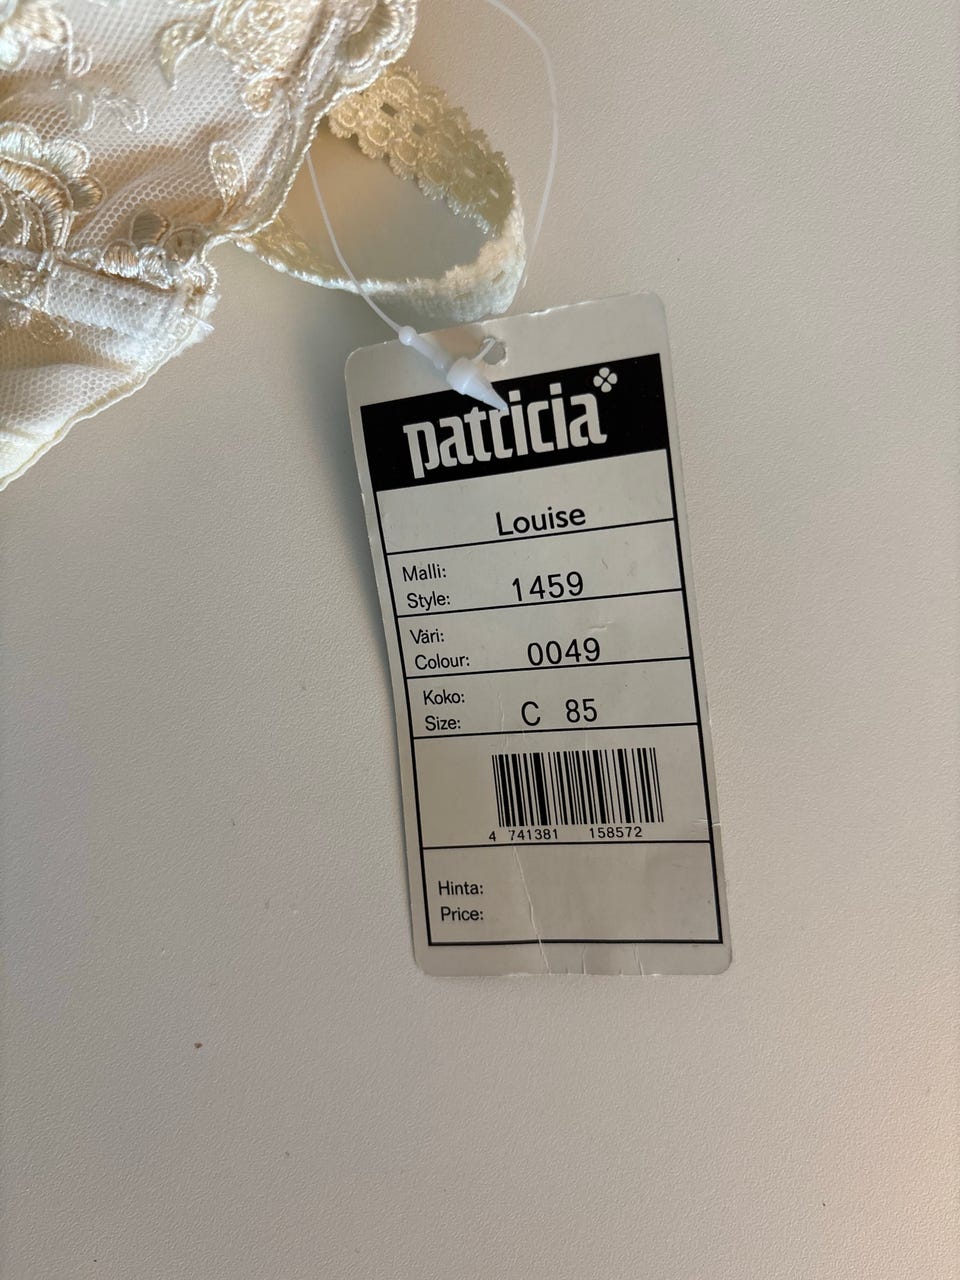 patricia
Louise
Malli:
Style: 1459
Väri:
Colour: 0049
Koko:
Size: C 85
4 741381 158572
Hinta:
Price: